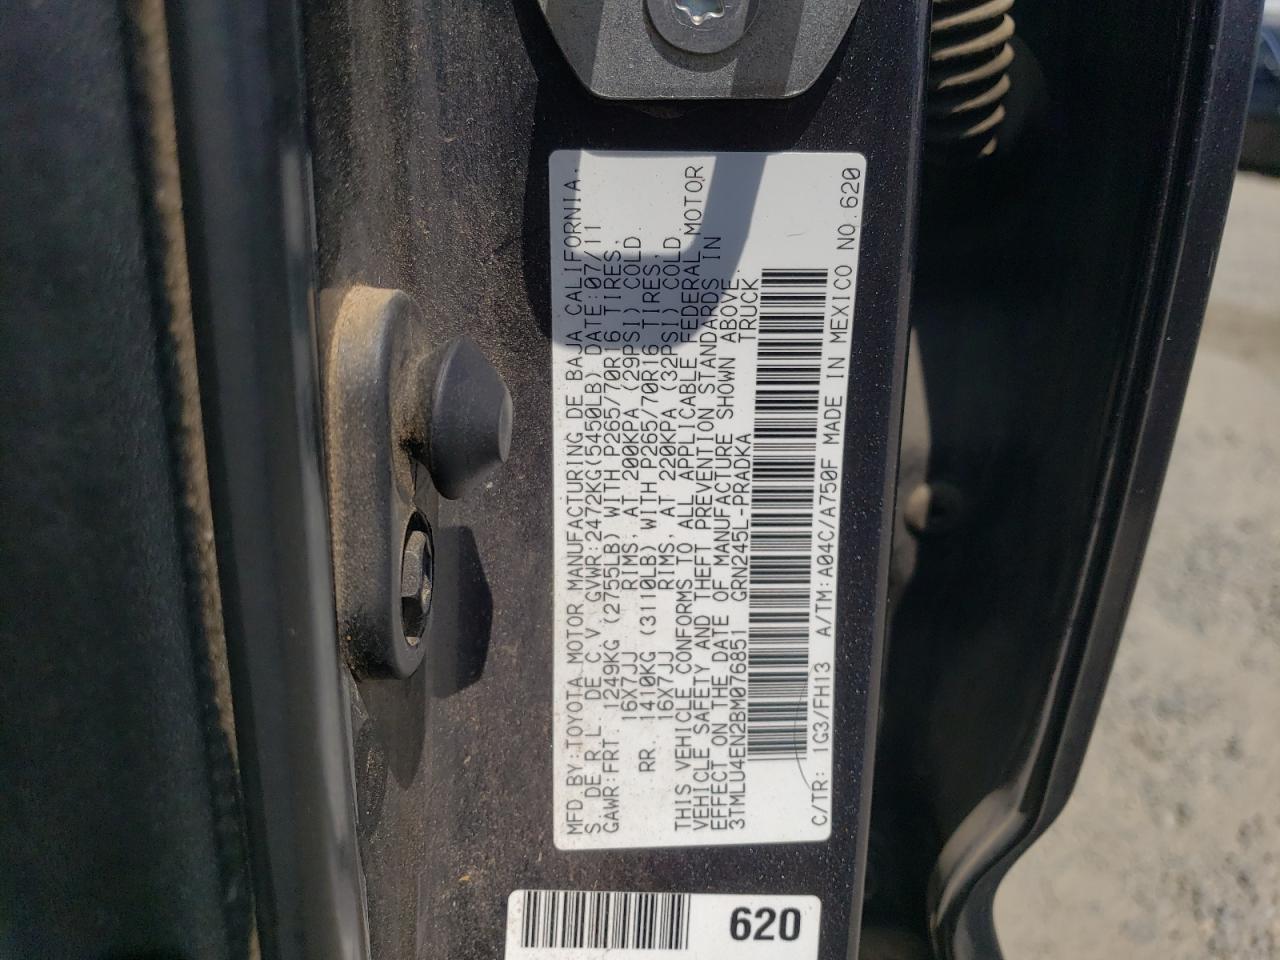 MFD.BY:TOYOTA MOTOR MANUFACTURING DE BAJA CALIFORNIA.
S. DE R.L. DE C.V. GVWR:2472KG(5450LB) DATE:07/11
GAWR:FRT. 1249KG (2755LB) WITH P265/70R16 TIRES,
16X7JJ RIMS, AT 200KPA (29PSI) COLD.
RR. 1410KG (3110LB) WITH P265/70R16 TIRES,
16X7JJ RIMS, AT 220KPA (32PSI) COLD.
THIS VEHICLE CONFORMS TO ALL APPLICABLE FEDERAL MOTOR
VEHICLE SAFETY AND THEFT PREVENTION STANDARDS IN
EFFECT ON THE DATE OF MANUFACTURE SHOWN ABOVE.
3TMLU4EN2BM076851 GRN245L-PRADKA TRUCK
C/TR: 1G3/FH13 A/TM:A04C/A750F MADE IN MEXICO NO.620
620